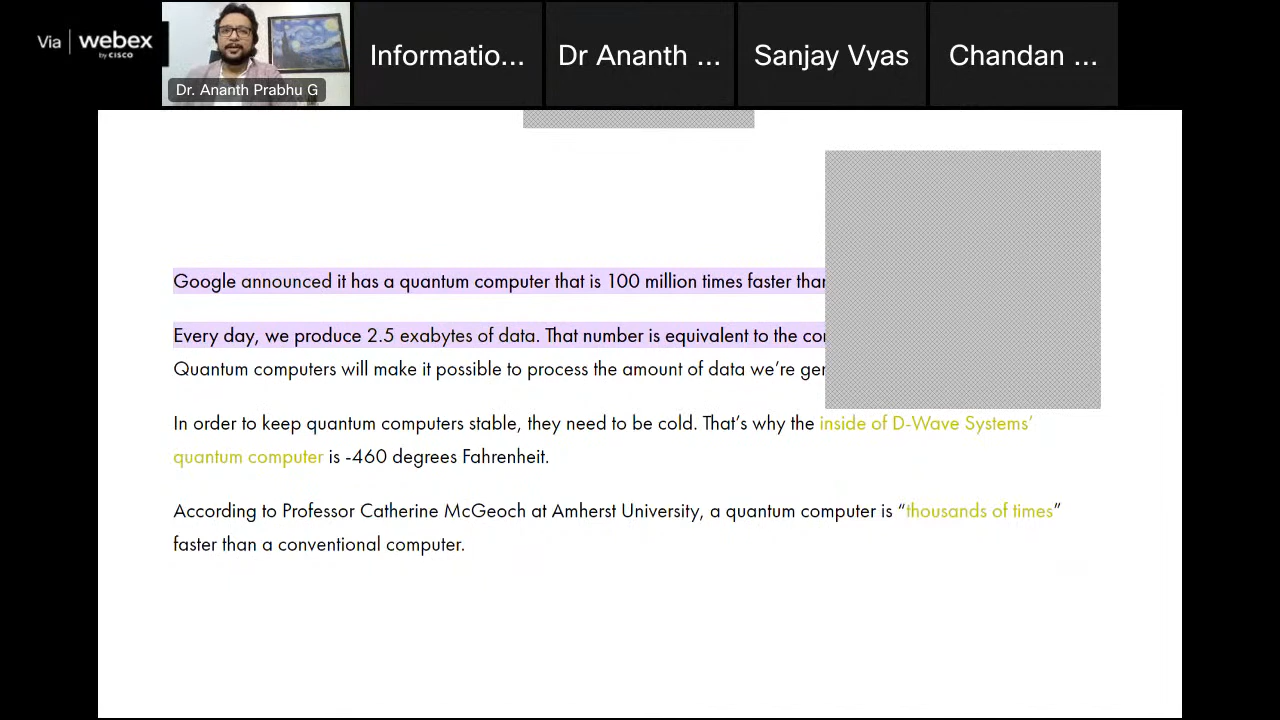 Via webex
by CISCO
Dr. Ananth Prabhu G
Informatio...
Dr Ananth ...
Sanjay Vyas
Chandan ...
Google announced it has a quantum computer that is 100 million times faster
Every day, we produce 2.5 exabytes of data. That number is equivalent to the
Quantum computers will make it possible to process the amount of data we’re
In order to keep quantum computers stable, they need to be cold. That’s why the inside of D-Wave Systems’
quantum computer is -460 degrees Fahrenheit.
According to Professor Catherine McGeoch at Amherst University, a quantum computer is “thousands of times”
faster than a conventional computer.